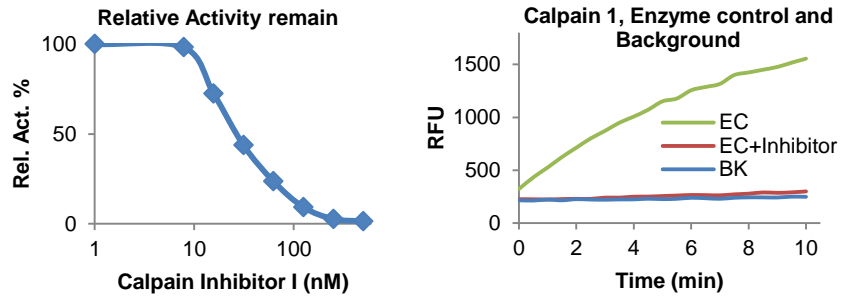 Relative Activity remain
100
50
0
Rel. Act. %
1
10
100
Calpain Inhibitor I (nM)
Calpain 1, Enzyme control and
Background
1500
1000
500
0
RFU
EC
EC+Inhibitor
BK
0
2
4
6
8
10
Time (min)